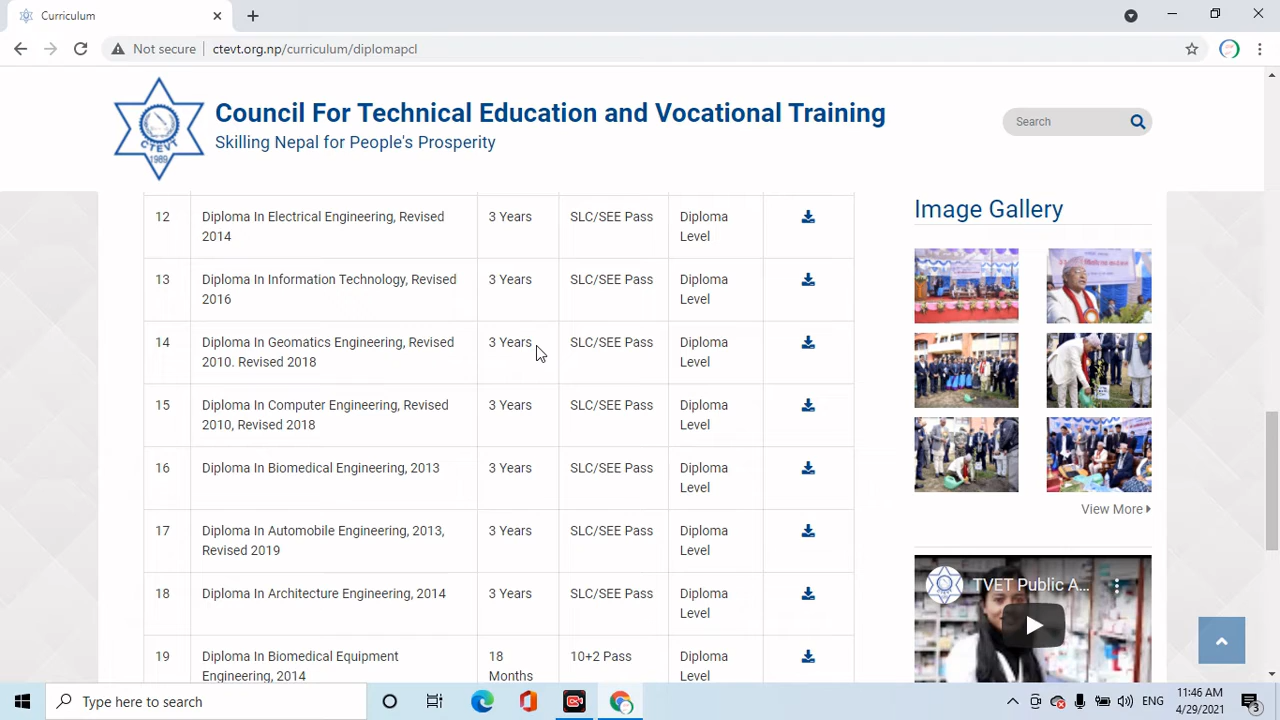 Curriculum
Not secure
ctevt.org.np/curriculum/diplomapcl
CTEVT
1989
Council For Technical Education and Vocational Training
Skilling Nepal for People's Prosperity
Search
12 Diploma In Electrical Engineering, Revised 3 Years SLC/SEE Pass Diploma
2014 Level
13 Diploma In Information Technology, Revised 3 Years SLC/SEE Pass Diploma
2016 Level
14 Diploma In Geomatics Engineering, Revised 3 Years SLC/SEE Pass Diploma
2010. Revised 2018 Level
15 Diploma In Computer Engineering, Revised 3 Years SLC/SEE Pass Diploma
2010, Revised 2018 Level
16 Diploma In Biomedical Engineering, 2013 3 Years SLC/SEE Pass Diploma
Level
17 Diploma In Automobile Engineering, 2013, 3 Years SLC/SEE Pass Diploma
Revised 2019 Level
18 Diploma In Architecture Engineering, 2014 3 Years SLC/SEE Pass Diploma
Level
19 Diploma In Biomedical Equipment 18 10+2 Pass Diploma
Engineering, 2014 Months Level
Image Gallery
View More
TVET Public A...
Type here to search
ENG
11:46 AM
4/29/2021
3